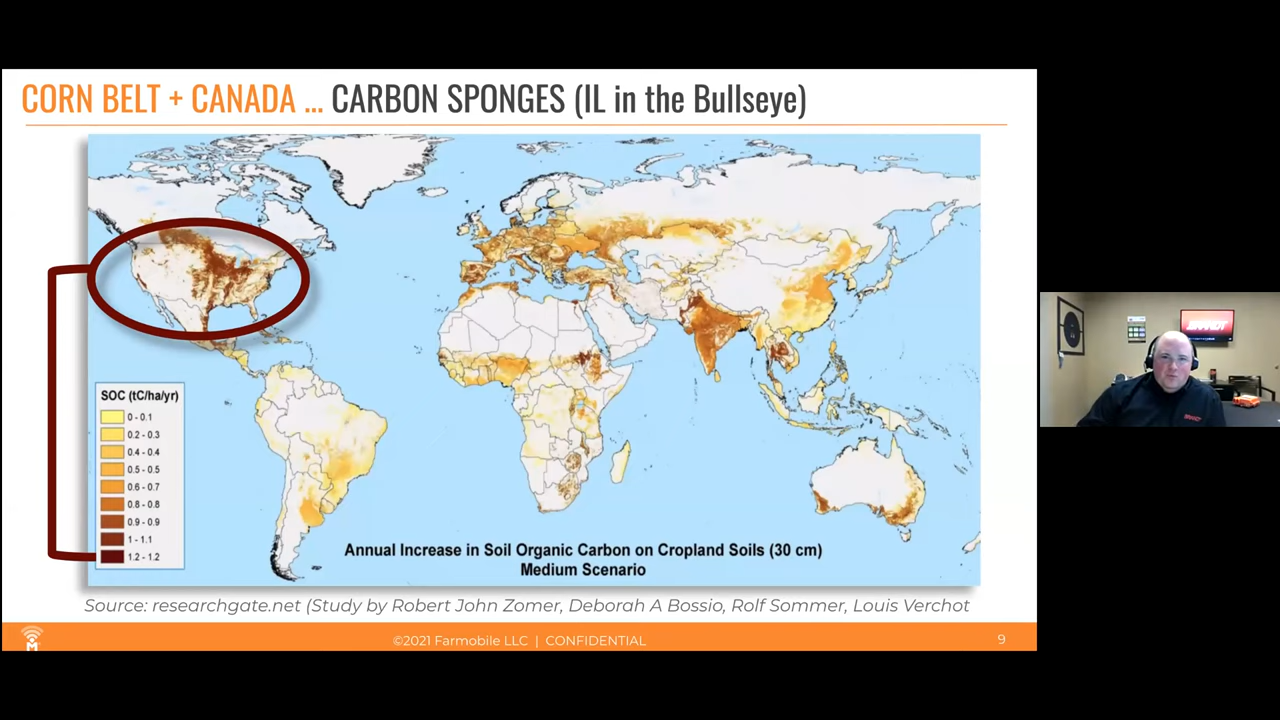 CORN BELT + CANADA ... CARBON SPONGES (IL in the Bullseye)
SOC (tC/ha/yr)
0 - 0.1
0.2 - 0.3
0.4 - 0.4
0.5 - 0.5
0.6 - 0.7
0.8 - 0.8
0.9 - 0.9
1 - 1.1
1.2 - 1.2
Annual Increase in Soil Organic Carbon on Cropland Soils (30 cm)
Medium Scenario
Source: researchgate.net (Study by Robert John Zomer, Deborah A Bossio, Rolf Sommer, Louis Verchot
M
©2021 Farmobile LLC | CONFIDENTIAL
9
BRANDT